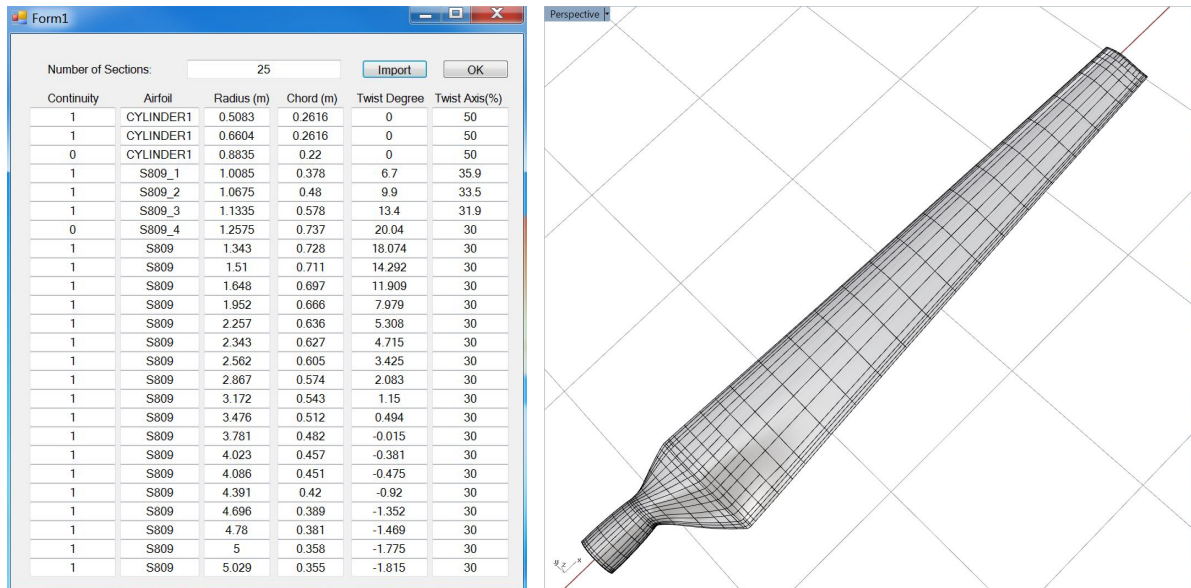 Form1
Number of Sections: 25 Import OK
Continuity Airfoil Radius (m) Chord (m) Twist Degree Twist Axis(%)
1 CYLINDER1 0.5083 0.2616 0 50
1 CYLINDER1 0.6604 0.2616 0 50
0 CYLINDER1 0.8835 0.22 0 50
1 S809_1 1.0085 0.378 6.7 35.9
1 S809_2 1.0675 0.48 9.9 33.5
1 S809_3 1.1335 0.578 13.4 31.9
0 S809_4 1.2575 0.737 20.04 30
1 S809 1.343 0.728 18.074 30
1 S809 1.51 0.711 14.292 30
1 S809 1.648 0.697 11.909 30
1 S809 1.952 0.666 7.979 30
1 S809 2.257 0.636 5.308 30
1 S809 2.343 0.627 4.715 30
1 S809 2.562 0.605 3.425 30
1 S809 2.867 0.574 2.083 30
1 S809 3.172 0.543 1.15 30
1 S809 3.476 0.512 0.494 30
1 S809 3.781 0.482 -0.015 30
1 S809 4.023 0.457 -0.381 30
1 S809 4.086 0.451 -0.475 30
1 S809 4.391 0.42 -0.92 30
1 S809 4.696 0.389 -1.352 30
1 S809 4.78 0.381 -1.469 30
1 S809 5 0.358 -1.775 30
1 S809 5.029 0.355 -1.815 30
Perspective
y z x